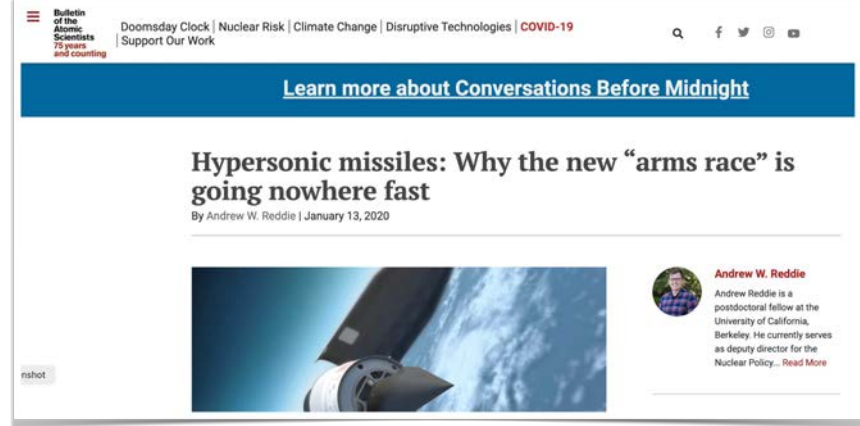 Bulletin
of the
Atomic
Scientists
75 years
and counting
Doomsday Clock | Nuclear Risk | Climate Change | Disruptive Technologies | COVID-19
| Support Our Work
Learn more about Conversations Before Midnight
Hypersonic missiles: Why the new “arms race” is
going nowhere fast
By Andrew W. Reddie | January 13, 2020
Andrew W. Reddie
Andrew Reddie is a
postdoctoral fellow at the
University of California,
Berkeley. He currently serves
as deputy director for the
Nuclear Policy... Read More
nshot